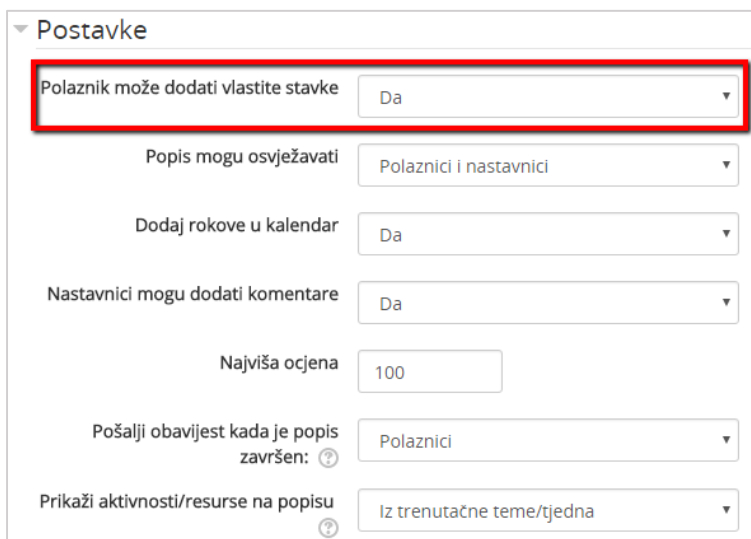 Postavke
Polaznik može dodati vlastite stavke
Da
Popis mogu osvježavati
Polaznici i nastavnici
Dodaj rokove u kalendar
Da
Nastavnici mogu dodati komentare
Da
Najviša ocjena
100
Pošalji obavijest kada je popis
završen: ?
Polaznici
Prikaži aktivnosti/resurse na popisu
?
Iz trenutačne teme/tjedna